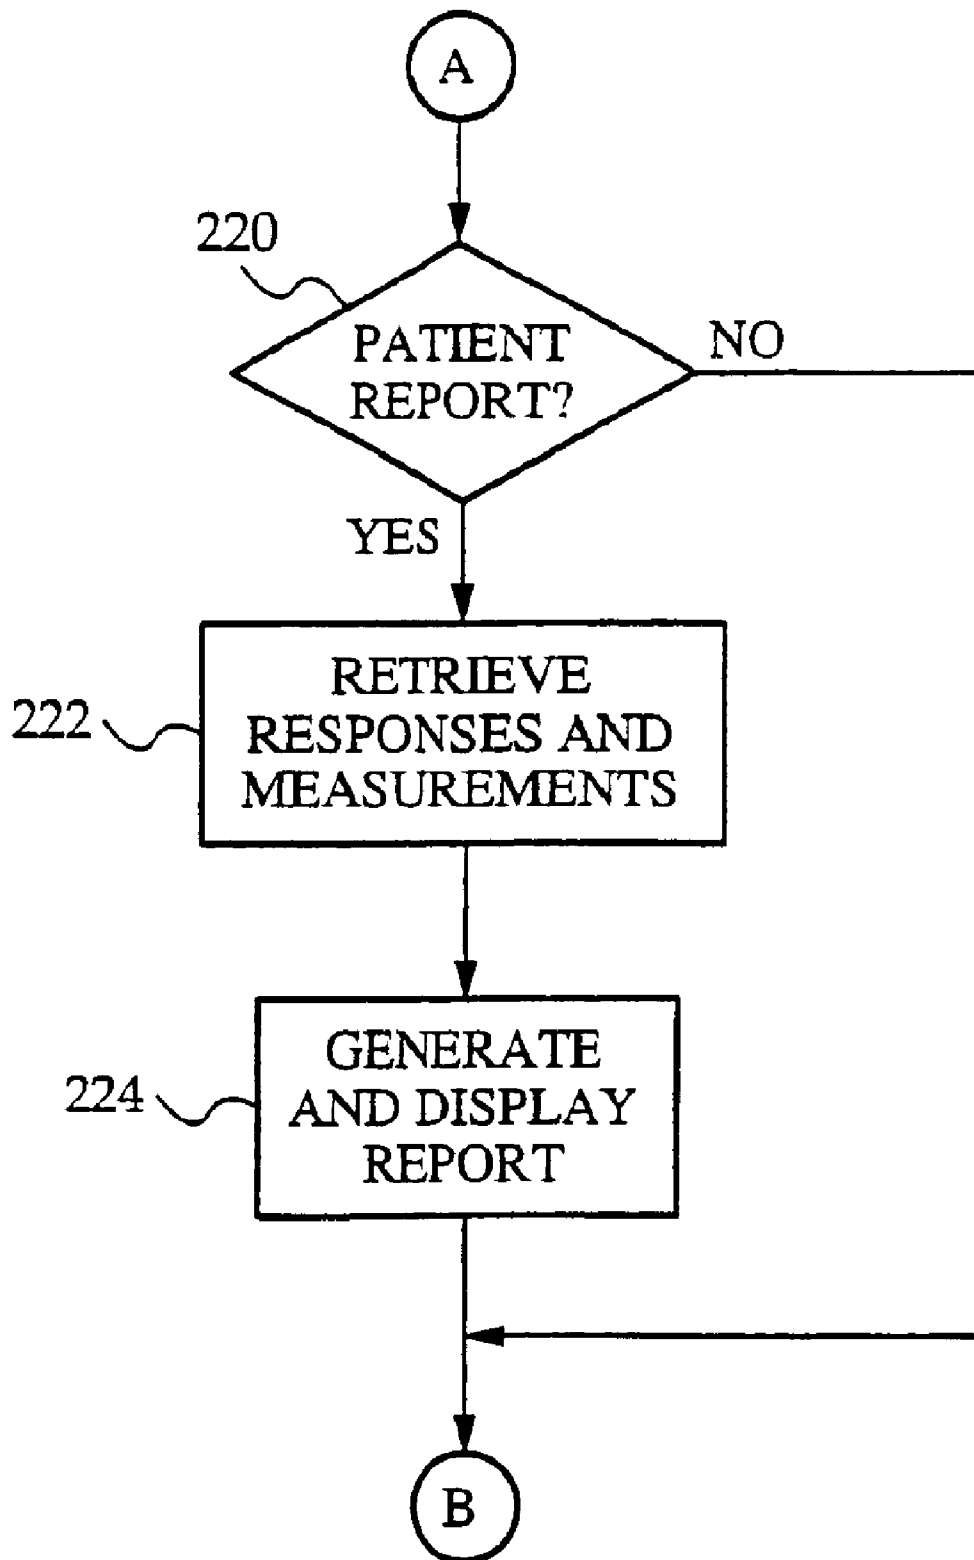 A
220
PATIENT
REPORT?
NO
YES
222
RETRIEVE
RESPONSES AND
MEASUREMENTS
224
GENERATE
AND DISPLAY
REPORT
B